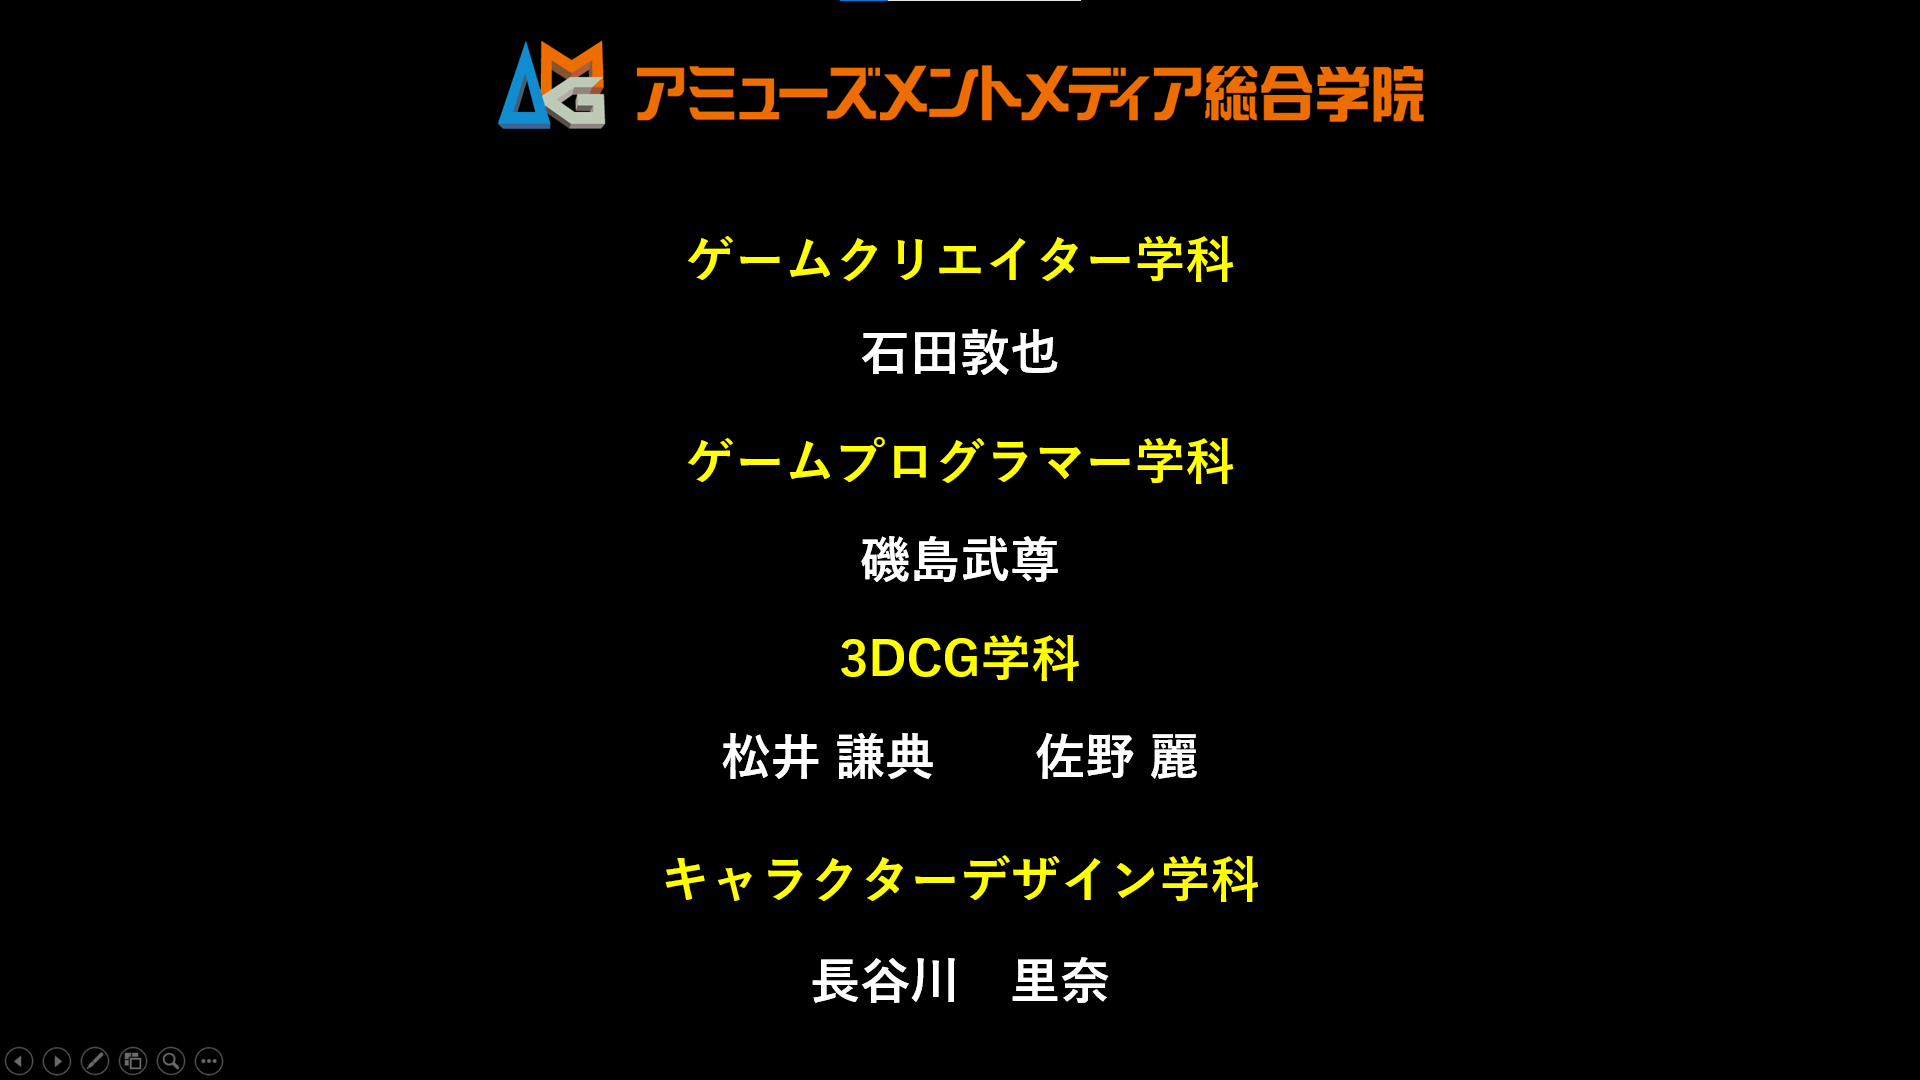 AMG アミューズメントメディア総合学院
ゲームクリエイター学科
石田敦也
ゲームプログラマー学科
磯島武尊
3DCG学科
松井 謙典　　佐野 麗
キャラクターデザイン学科
長谷川　里奈